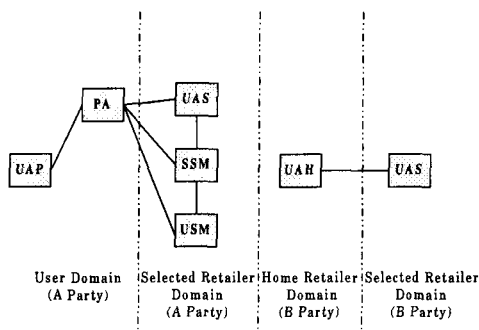 PA
UAS
UAP
SSM
UAH
UAS
USM
User Domain
(A Party)
Selected Retailer
Domain
(A Party)
Home Retailer
Domain
(B Party)
Selected Retailer
Domain
(B Party)